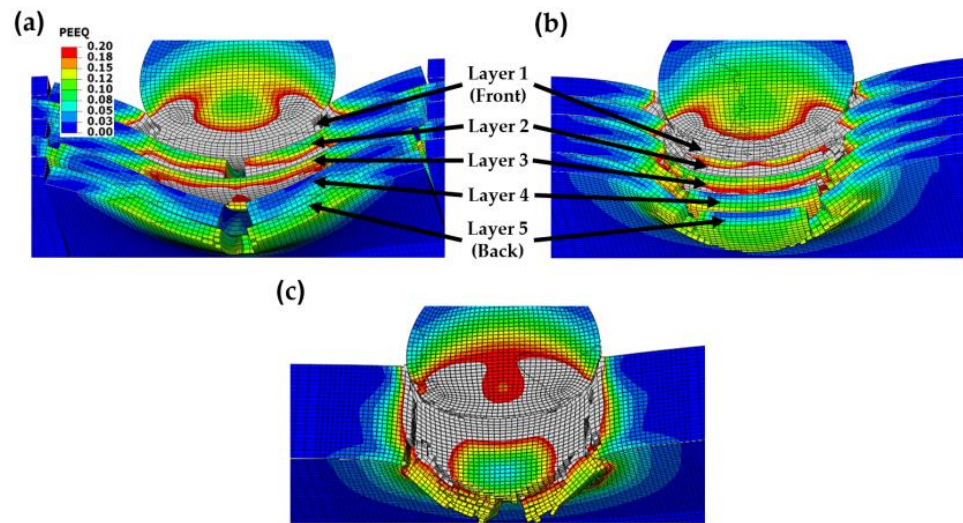 (a)
PEEQ
0.20
0.18
0.15
0.12
0.10
0.08
0.05
0.03
0.00
(b)
Layer 1
(Front)
Layer 2
Layer 3
Layer 4
Layer 5
(Back)
(c)